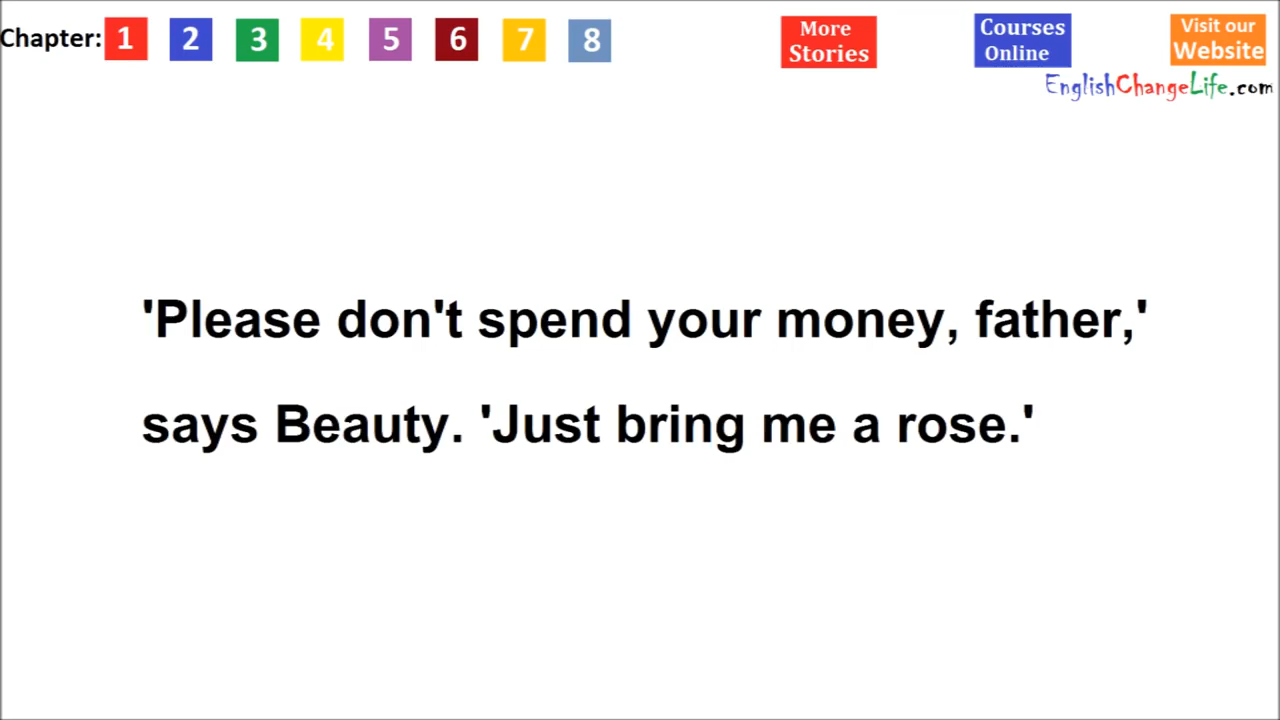 Chapter: 1 2 3 4 5 6 7 8
More
Stories
Courses
Online
Visit our
Website
EnglishChangeLife.com
'Please don't spend your money, father,'
says Beauty. 'Just bring me a rose.'